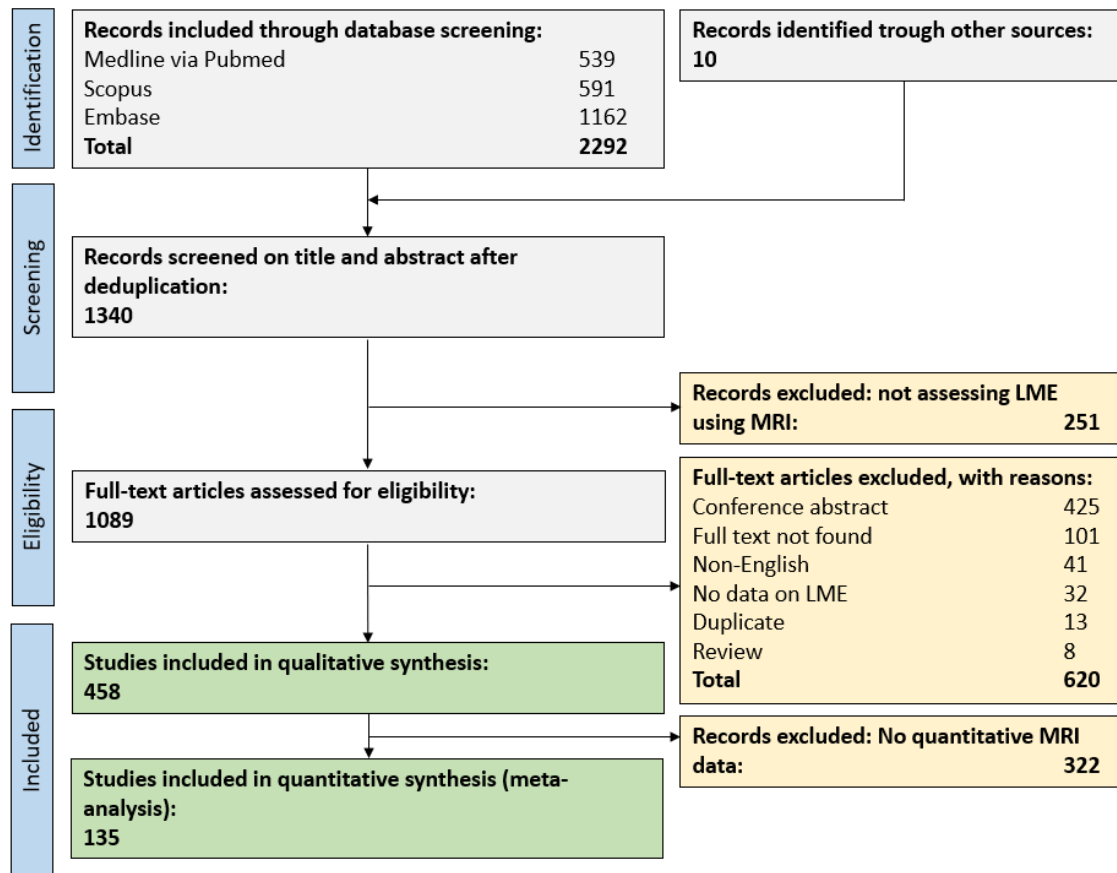 Identification
Records included through database screening:
Medline via Pubmed 539
Scopus 591
Embase 1162
Total 2292
Records identified trough other sources:
10
Screening
Records screened on title and abstract after
deduplication:
1340
Records excluded: not assessing LME
using MRI: 251
Eligibility
Full-text articles assessed for eligibility:
1089
Full-text articles excluded, with reasons:
Conference abstract 425
Full text not found 101
Non-English 41
No data on LME 32
Duplicate 13
Review 8
Total 620
Included
Studies included in qualitative synthesis:
458
Records excluded: No quantitative MRI
data: 322
Studies included in quantitative synthesis (meta-
analysis):
135